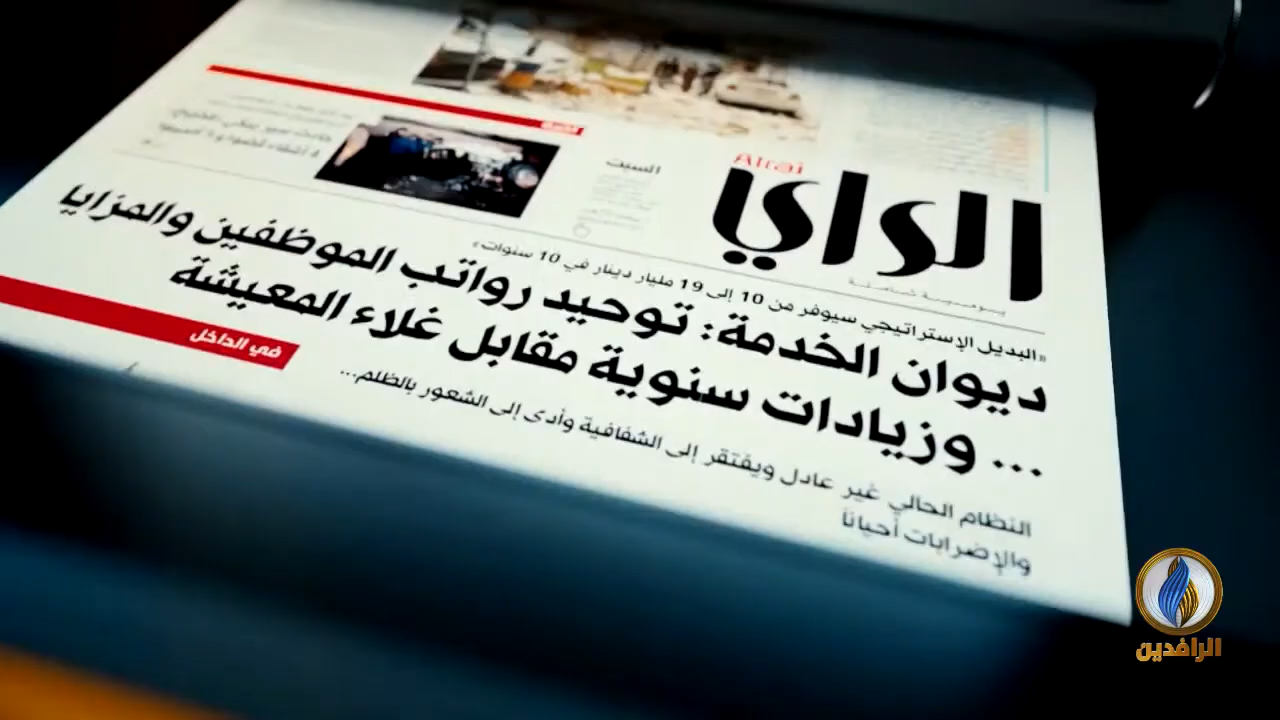 Alrai
الراي
يومية شاملة
السبت
«البديل الإستراتيجي سيوفر من 10 إلى 19 مليار دينار في 10 سنوات»
ديوان الخدمة: توحيد رواتب الموظفين والمزايا
... وزيادات سنوية مقابل غلاء المعيشة
النظام الحالي غير عادل ويفتقر إلى الشفافية وأدى إلى الشعور بالظلم...
والإضرابات أحياناً
في الداخل
الرافدين